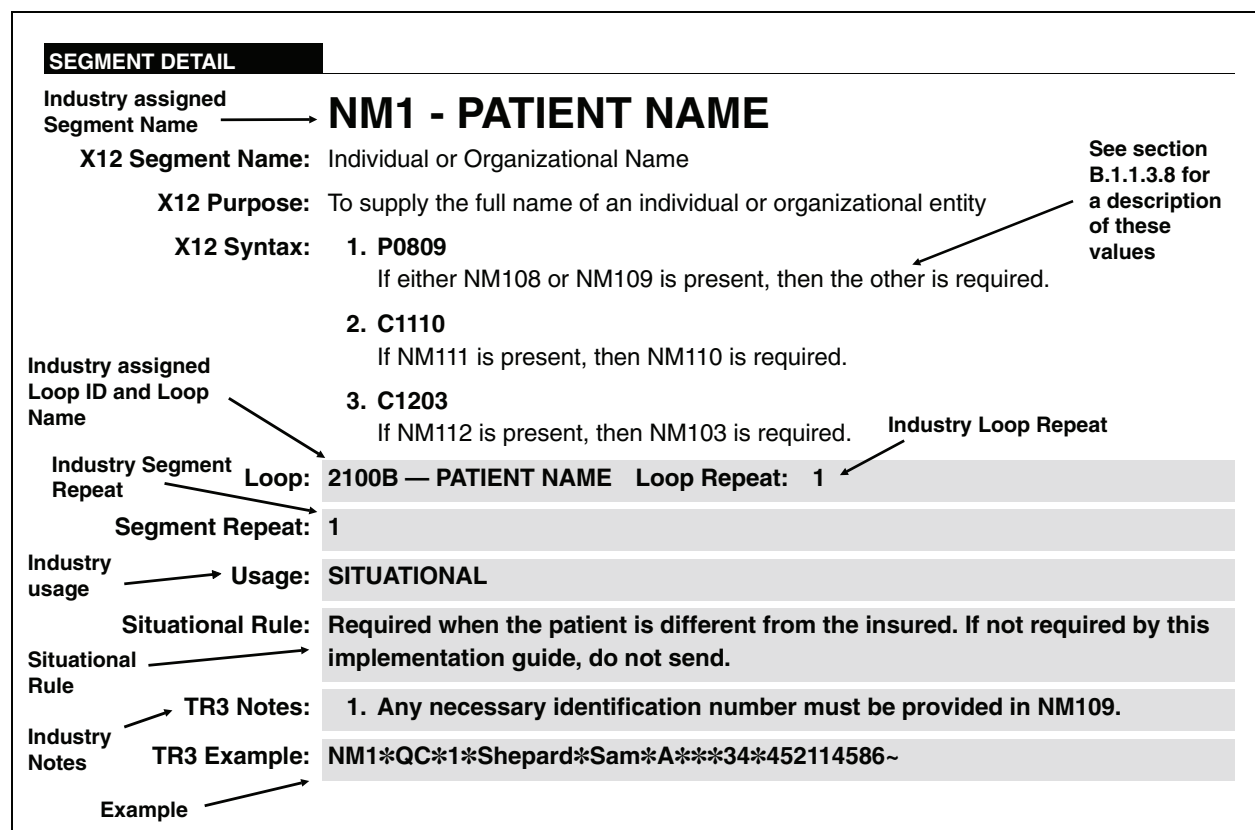 SEGMENT DETAIL
Industry assigned
Segment Name
NM1 - PATIENT NAME
X12 Segment Name: Individual or Organizational Name
See section
B.1.1.3.8 for
a description
of these
values
X12 Purpose: To supply the full name of an individual or organizational entity
X12 Syntax: 1. P0809
If either NM108 or NM109 is present, then the other is required.
2. C1110
If NM111 is present, then NM110 is required.
Industry assigned
Loop ID and Loop
Name
3. C1203
If NM112 is present, then NM103 is required.
Industry Loop Repeat
Industry Segment
Repeat
Loop: 2100B — PATIENT NAME Loop Repeat: 1
Segment Repeat: 1
Industry
usage
Usage: SITUATIONAL
Situational Rule: Required when the patient is different from the insured. If not required by this
implementation guide, do not send.
Situational
Rule
TR3 Notes: 1. Any necessary identification number must be provided in NM109.
Industry
Notes
TR3 Example: NM1✽QC✽1✽Shepard✽Sam✽A✽✽✽34✽452114586~
Example